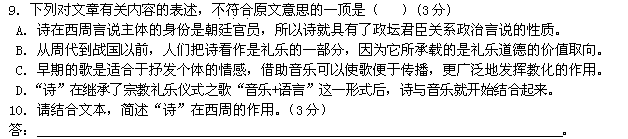 9. 下列对文章有关内容的表述，不符合原文意思的一项是（　　）(3分)
A. 诗在西周言说主体的身份是朝廷官员，所以诗就具有了政坛君臣关系政治言说的性质。
B. 从周代到战国以前，人们把诗看作是礼乐的一部分，因为它所承载的是礼乐道德的价值取向。
C. 早期的歌是适合于抒发个体的情感，借助音乐可以使歌便于传播，更广泛地发挥教化的作用。
D. “诗”在继承了宗教礼乐仪式之歌“音乐+语言”这一形式后，诗与音乐就开始结合起来。
10. 请结合文本，简述“诗”在西周的作用。(3分)
答：。